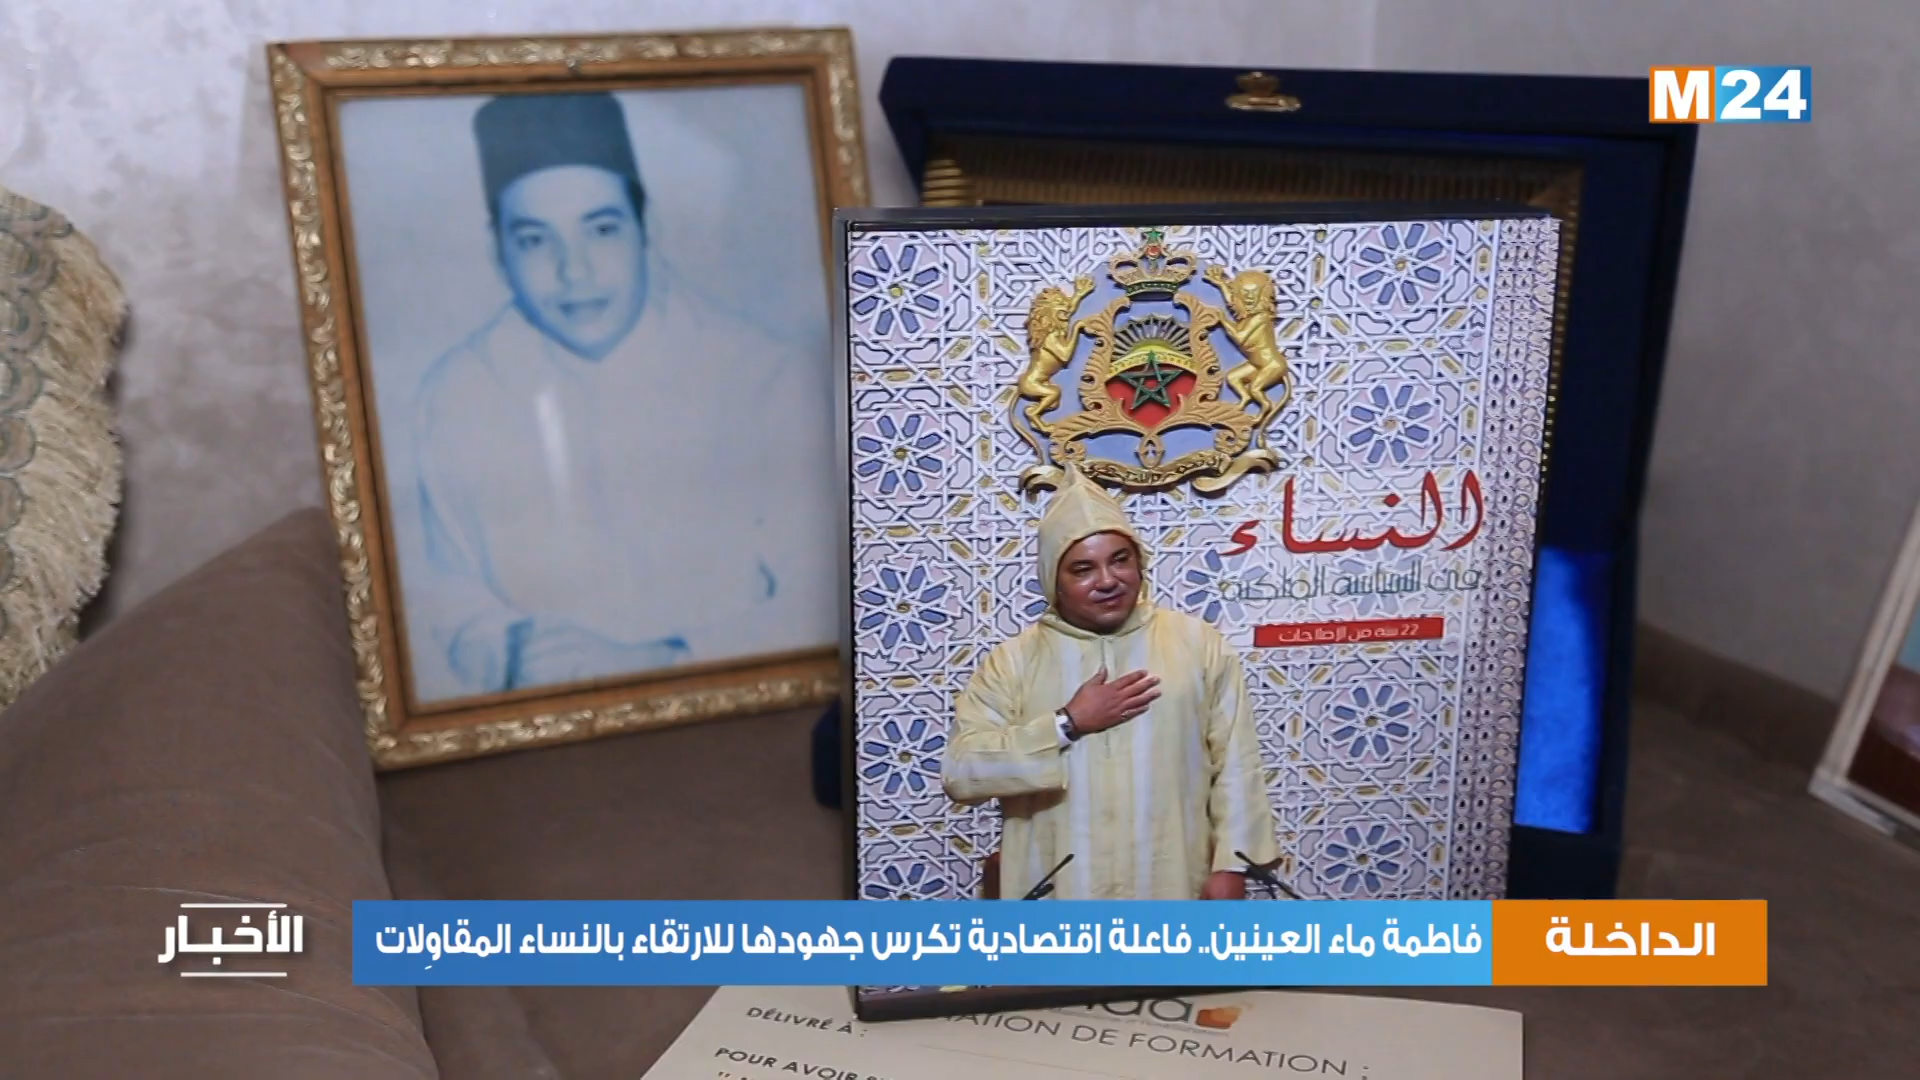 M24
النساء
في السياسة الملكية
22 سنة من الإصلاحات
الداخلة
فاطمة ماء العينين.. فاعلة اقتصادية تكرس جهودها للارتقاء بالنساء المقاوِلات
الأخبار
DÉLIVRÉ À :
ATION DE FORMATION :
POUR AVOIR